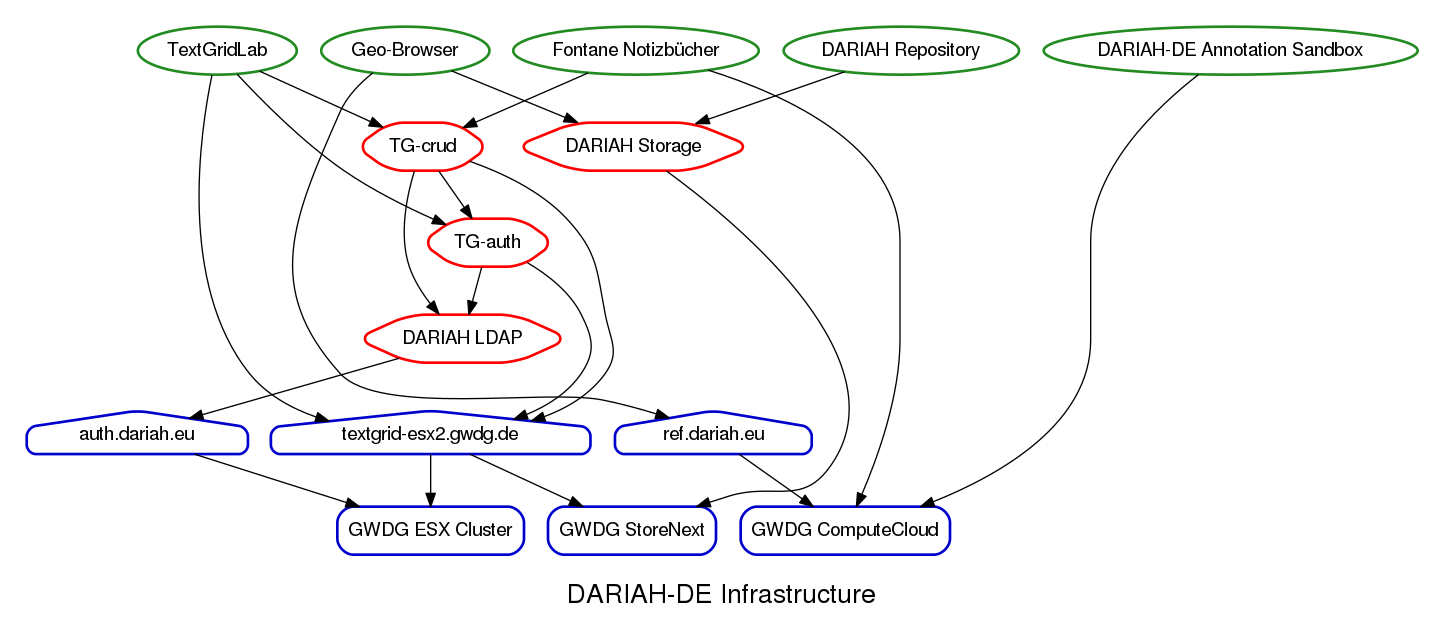 TextGridLab
Geo-Browser
Fontane Notizbücher
DARIAH Repository
DARIAH-DE Annotation Sandbox
TG-crud
DARIAH Storage
TG-auth
DARIAH LDAP
auth.dariah.eu
textgrid-esx2.gwdg.de
ref.dariah.eu
GWDG ESX Cluster
GWDG StoreNext
GWDG ComputeCloud
DARIAH-DE Infrastructure